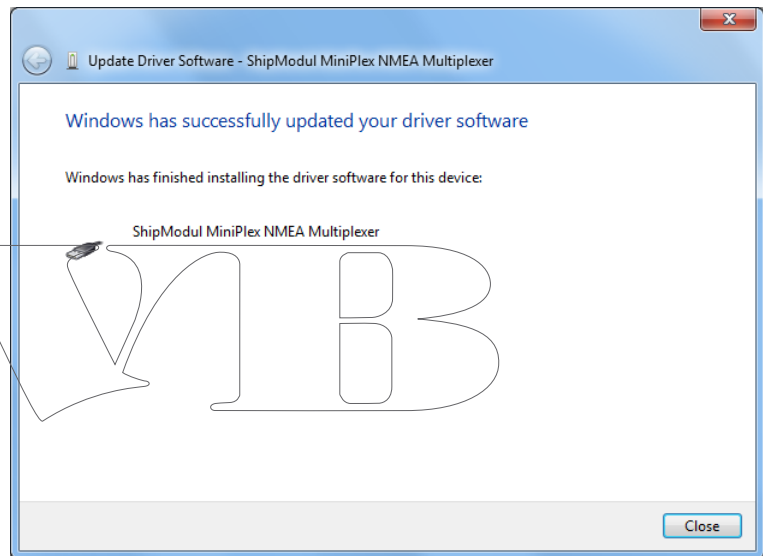 Update Driver Software - ShipModul MiniPlex NMEA Multiplexer
Windows has successfully updated your driver software
Windows has finished installing the driver software for this device:
ShipModul MiniPlex NMEA Multiplexer
Close